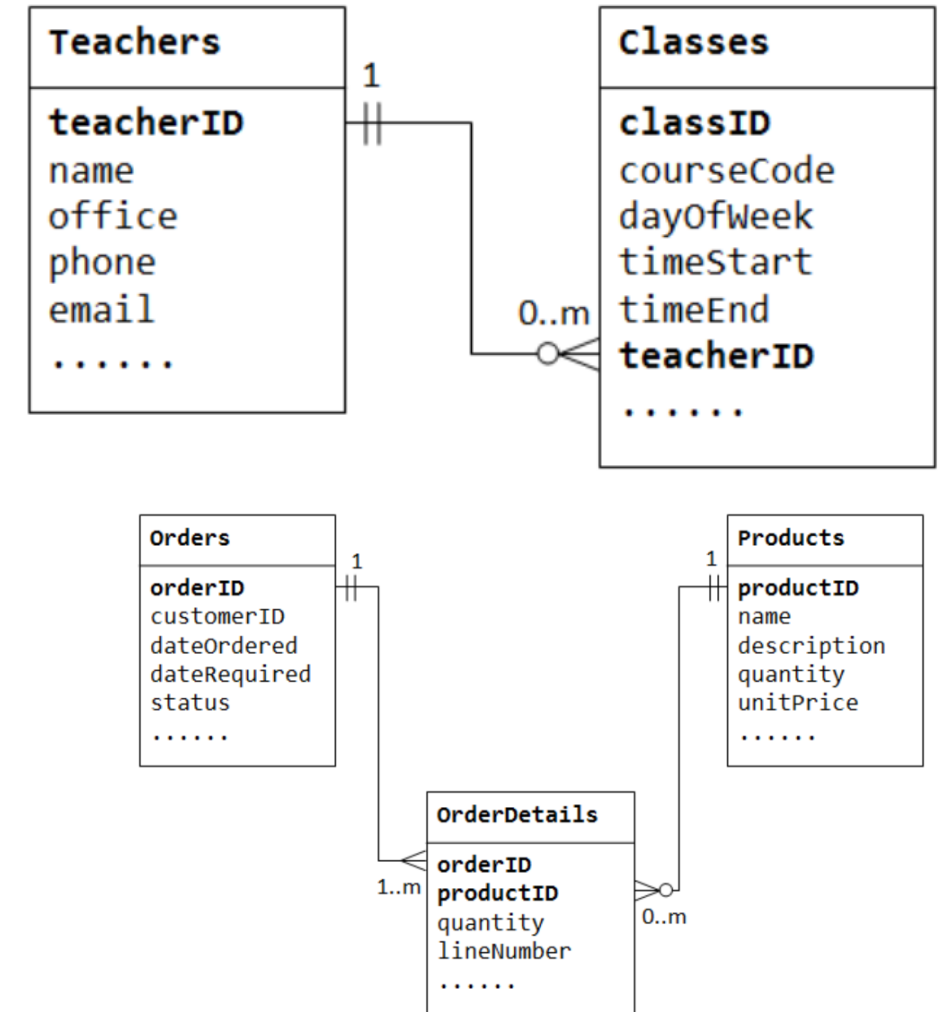 Teachers
teacherID
name
office
phone
email
......
1
0..m
Classes
classID
courseCode
dayOfWeek
timeStart
timeEnd
teacherID
......
Orders
orderID
customerID
dateOrdered
dateRequired
status
......
1
1..m
OrderDetails
orderID
productID
quantity
lineNumber
......
1
0..m
Products
productID
name
description
quantity
unitPrice
......